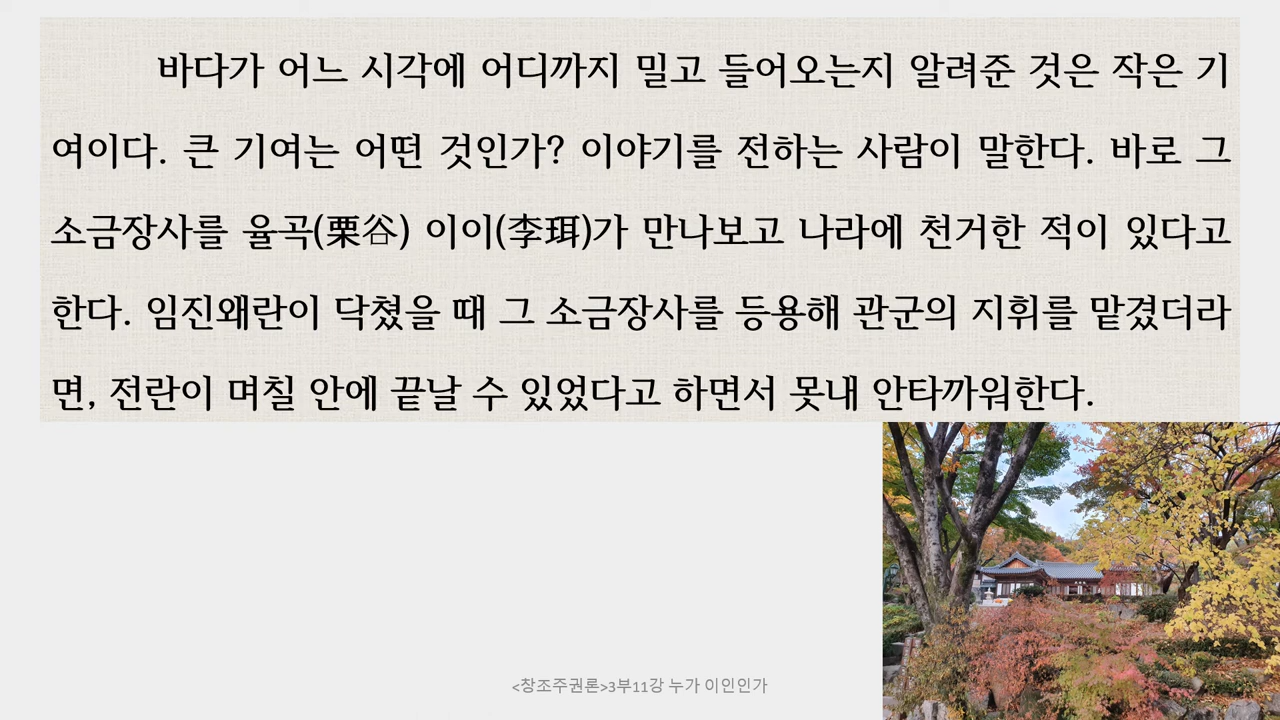 바다가 어느 시각에 어디까지 밀고 들어오는지 알려준 것은 작은 기
여이다. 큰 기여는 어떤 것인가? 이야기를 전하는 사람이 말한다. 바로 그
소금장사를 율곡(栗谷) 이이(李珥)가 만나보고 나라에 천거한 적이 있다고
한다. 임진왜란이 닥쳤을 때 그 소금장사를 등용해 관군의 지휘를 맡겼더라
면, 전란이 며칠 안에 끝날 수 있었다고 하면서 못내 안타까워한다.
<창조주권론>3부11강 누가 이인인가